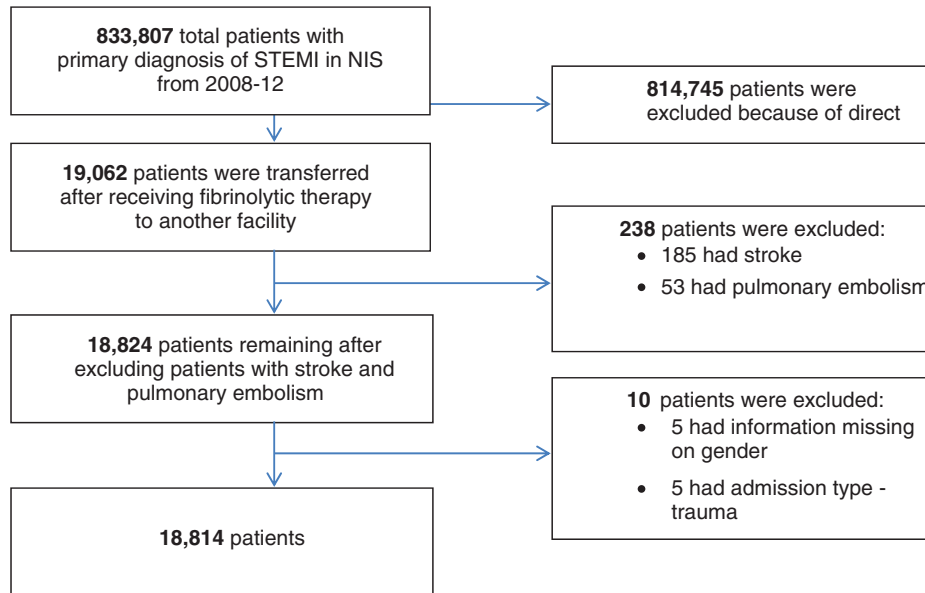 833,807 total patients with
primary diagnosis of STEMI in NIS
from 2008-12
814,745 patients were
excluded because of direct
19,062 patients were transferred
after receiving fibrinolytic therapy
to another facility
238 patients were excluded:
• 185 had stroke
• 53 had pulmonary embolism
18,824 patients remaining after
excluding patients with stroke and
pulmonary embolism
10 patients were excluded:
• 5 had information missing
on gender
• 5 had admission type -
trauma
18,814 patients